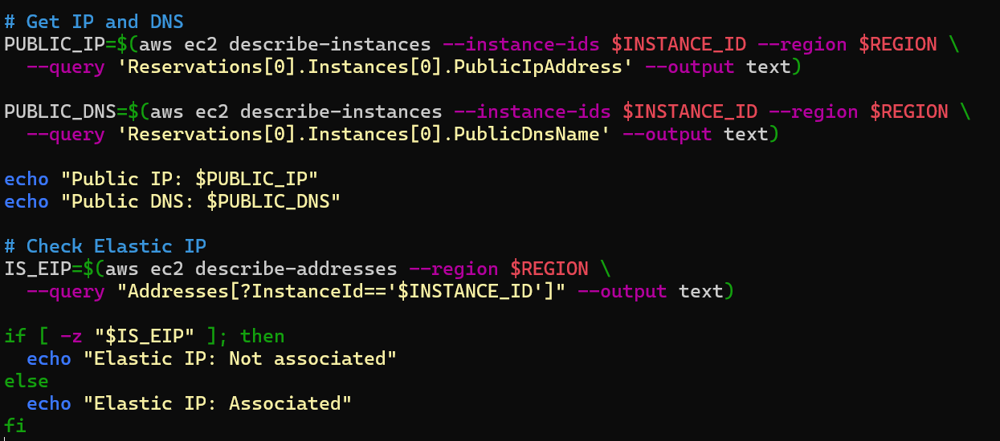 # Get IP and DNS
PUBLIC_IP=$(aws ec2 describe-instances --instance-ids $INSTANCE_ID --region $REGION \
  --query 'Reservations[0].Instances[0].PublicIpAddress' --output text)

PUBLIC_DNS=$(aws ec2 describe-instances --instance-ids $INSTANCE_ID --region $REGION \
  --query 'Reservations[0].Instances[0].PublicDnsName' --output text)

echo "Public IP: $PUBLIC_IP"
echo "Public DNS: $PUBLIC_DNS"

# Check Elastic IP
IS_EIP=$(aws ec2 describe-addresses --region $REGION \
  --query "Addresses[?InstanceId=='$INSTANCE_ID']" --output text)

if [ -z "$IS_EIP" ]; then
  echo "Elastic IP: Not associated"
else
  echo "Elastic IP: Associated"
fi